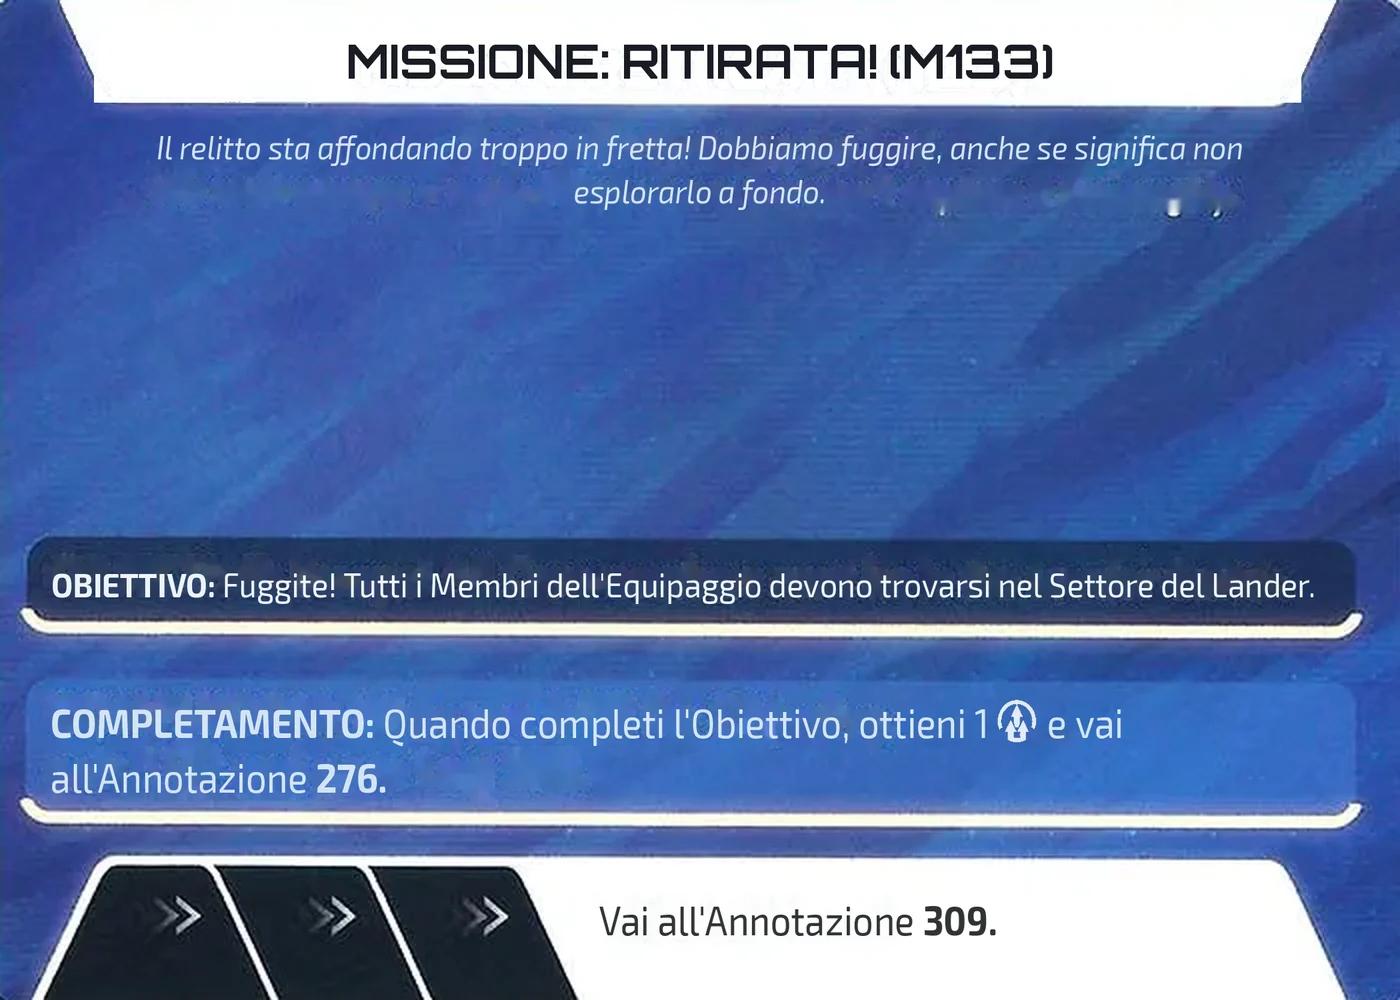 MISSIONE: RITIRATA! (M133)
Il relitto sta affondando troppo in fretta! Dobbiamo fuggire, anche se significa non
esplorarlo a fondo.
OBIETTIVO: Fuggite! Tutti i Membri dell'Equipaggio devono trovarsi nel Settore del Lander.
COMPLETAMENTO: Quando completi l'Obiettivo, ottieni 1 e vai
all'Annotazione 276.
Vai all'Annotazione 309.